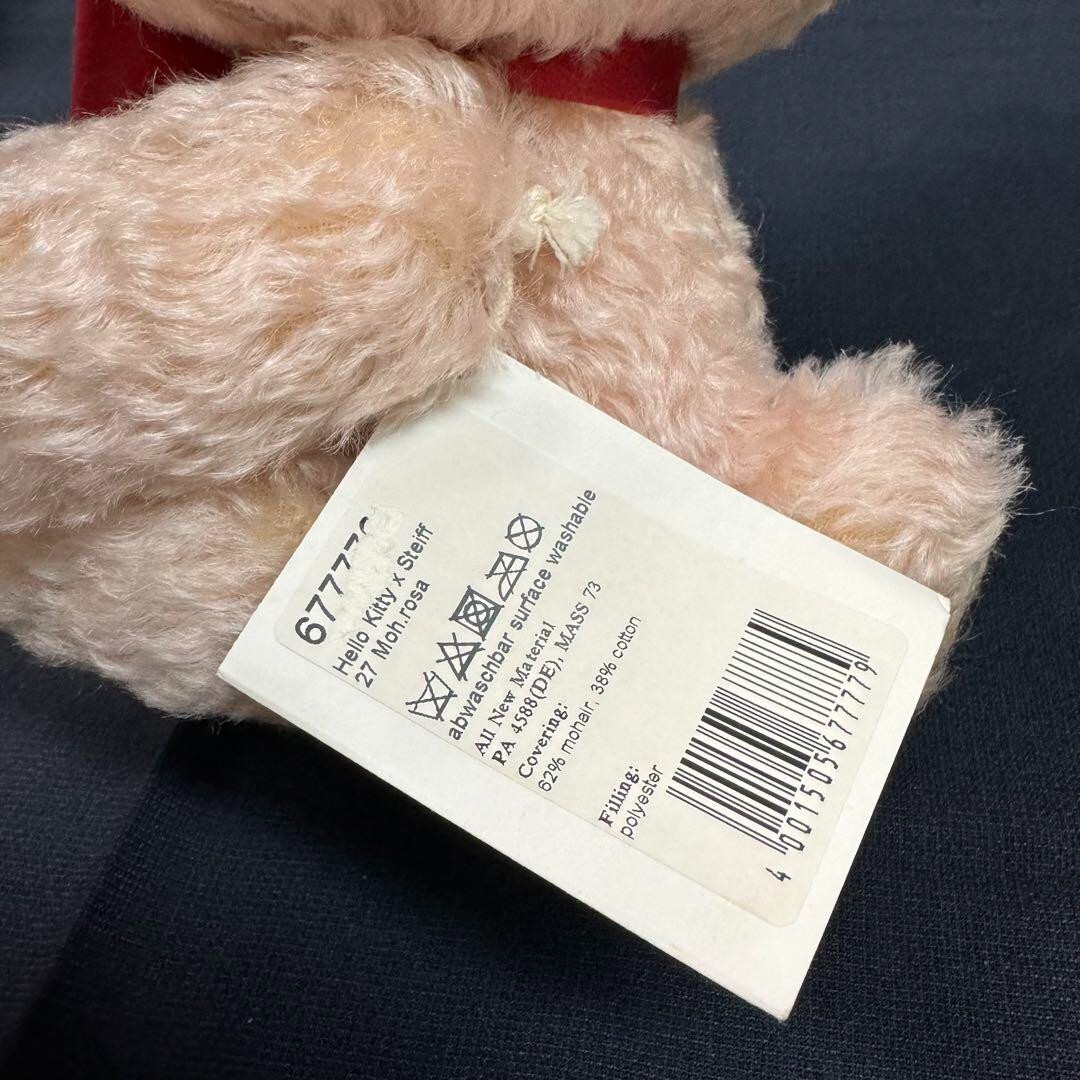 Hello Kitty x Steiff
27 Moh.rosa
abwaschbar surface washable
All New Material
PA 4588(DE), MASS 73
Covering:
62% mohair, 38% cotton
Filling:
polyester
4 001505 677779